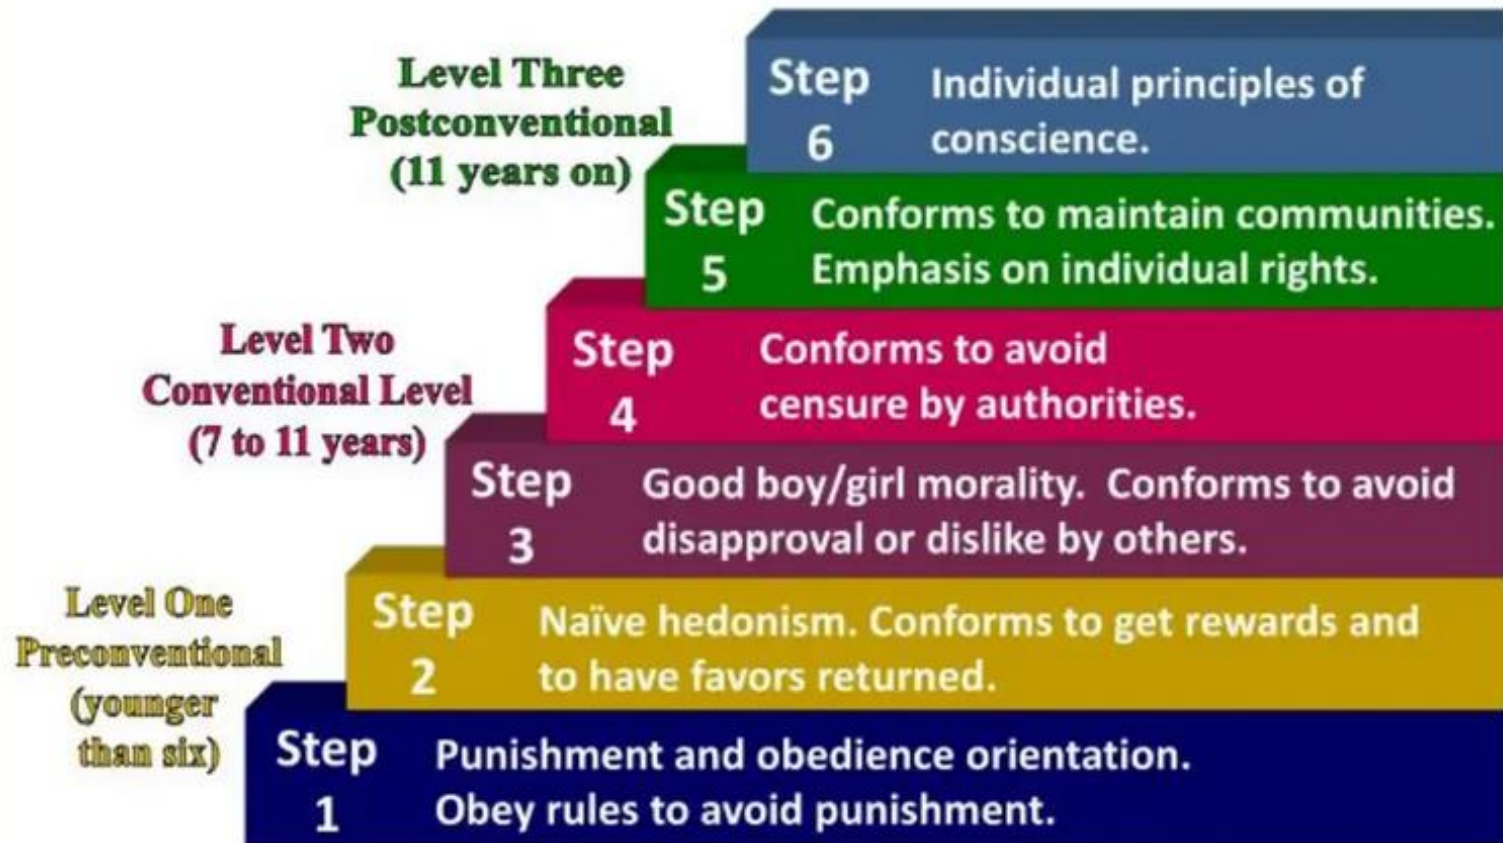 Level Three
Postconventional
(11 years on)
Step
6
Individual principles of
conscience.
Step
5
Conforms to maintain communities.
Emphasis on individual rights.
Level Two
Conventional Level
(7 to 11 years)
Step
4
Conforms to avoid
censure by authorities.
Step
3
Good boy/girl morality. Conforms to avoid
disapproval or dislike by others.
Level One
Preconventional
(younger
than six)
Step
2
Naïve hedonism. Conforms to get rewards and
to have favors returned.
Step
1
Punishment and obedience orientation.
Obey rules to avoid punishment.